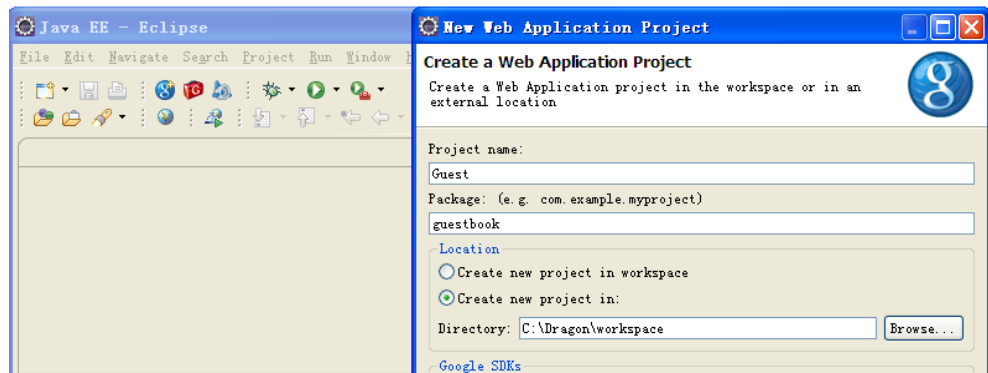 Java EE - Eclipse
File Edit Navigate Search Project Run Window
New Web Application Project
Create a Web Application Project
Create a Web Application project in the workspace or in an
external location
Project name:
Guest
Package: (e.g. com.example.myproject)
guestbook
Location
Create new project in workspace
Create new project in:
Directory: C:\Dragon\workspace Browse...
Google SDKs